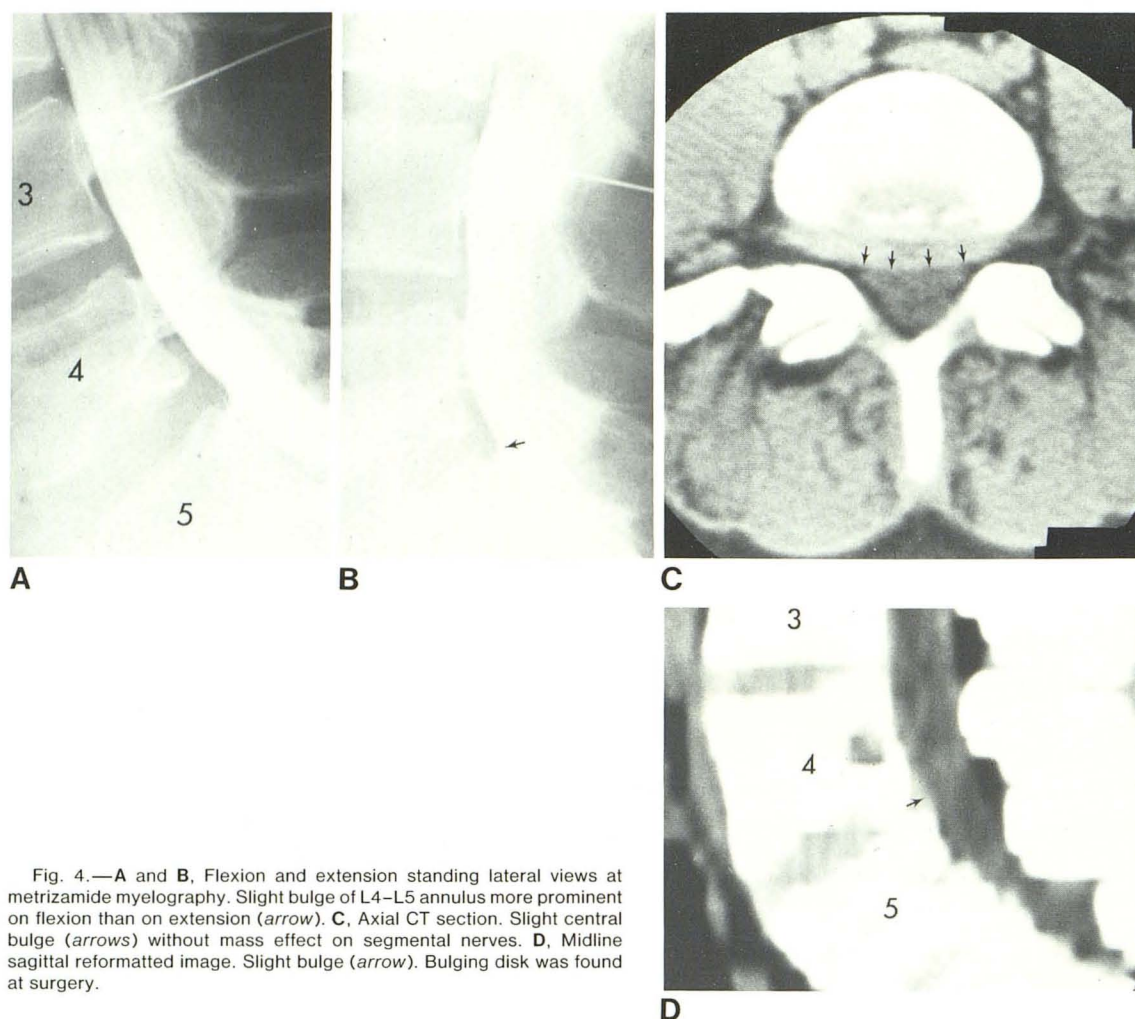 3
4
5
A
B
C
3
4
5
D
Fig. 4.—A and B, Flexion and extension standing lateral views at
metrizamide myelography. Slight bulge of L4–L5 annulus more prominent
on flexion than on extension (arrow). C, Axial CT section. Slight central
bulge (arrows) without mass effect on segmental nerves. D, Midline
sagittal reformatted image. Slight bulge (arrow). Bulging disk was found
at surgery.